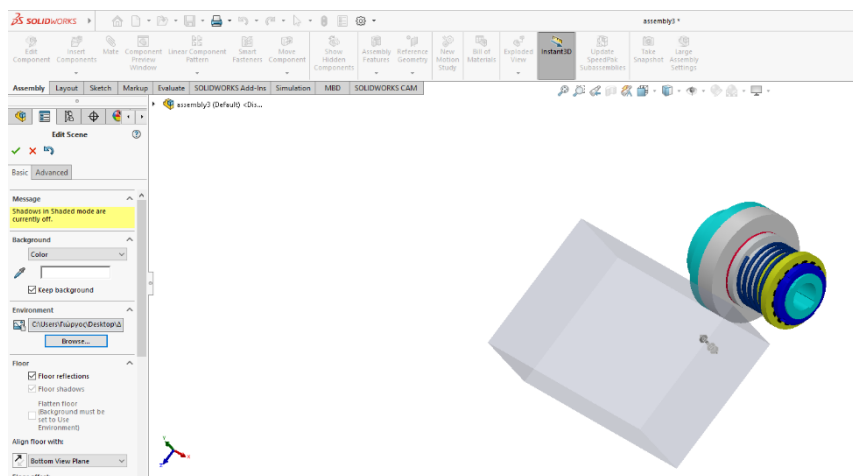 SOLIDWORKS
assembly3 *
Edit Component
Insert Components
Mate
Component Preview Window
Linear Component Pattern
Smart Fasteners
Move Component
Show Hidden Components
Assembly Features
Reference Geometry
New Motion Study
Bill of Materials
Exploded View
Instant3D
Update SpeedPak Subassemblies
Take Snapshot
Large Assembly Settings
Assembly Layout Sketch Markup Evaluate SOLIDWORKS Add-Ins Simulation MBD SOLIDWORKS CAM
assembly3 (Default) <Dis...
Edit Scene
Basic Advanced
Message
Shadows in Shaded mode are
currently off.
Background
Color
Keep background
Environment
C:\Users\Γιώργος\Desktop\Δ
Browse...
Floor
Floor reflections
Floor shadows
Flatten floor
(Background must be
set to Use
Environment)
Align floor with:
Bottom View Plane